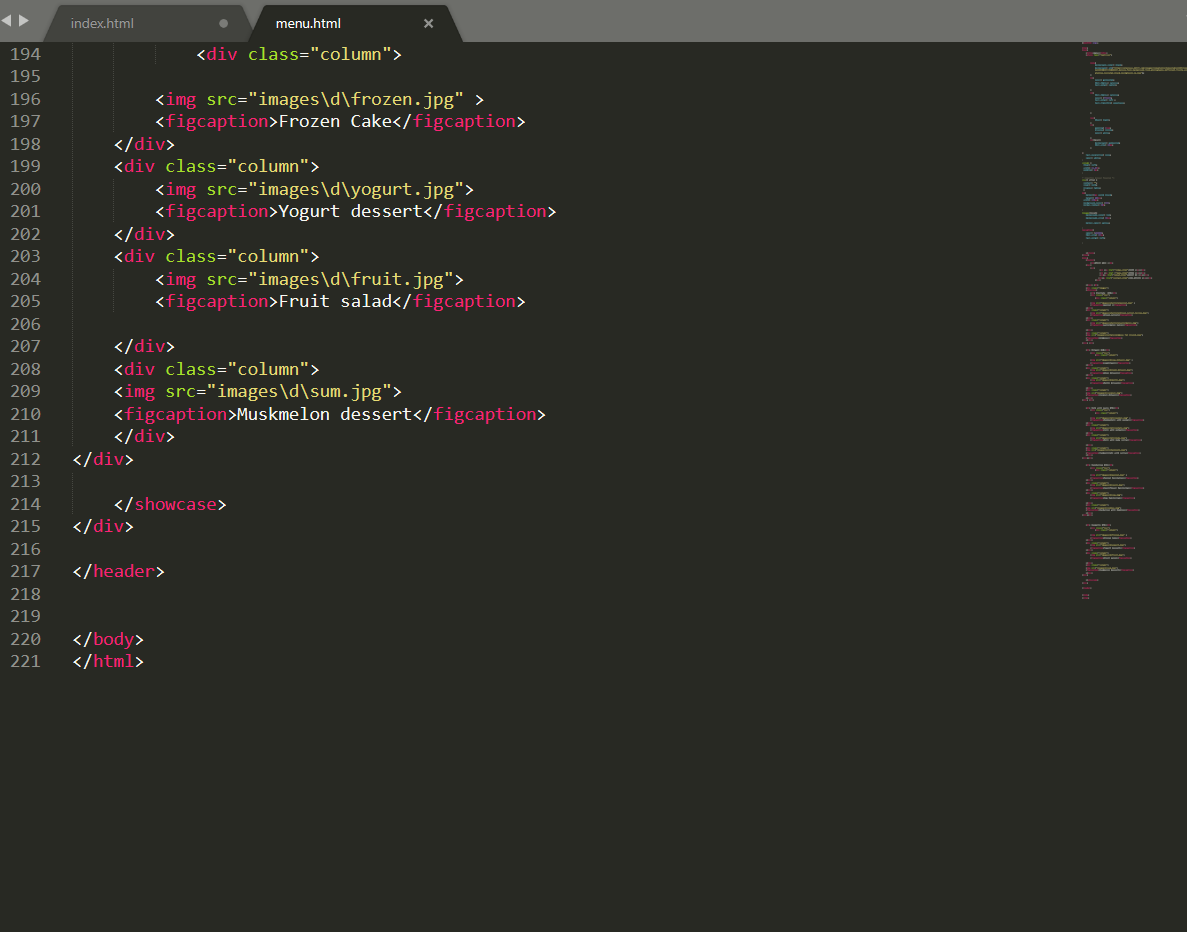 index.html
menu.html
194 <div class="column">
195
196 <img src="images\d\frozen.jpg" >
197 <figcaption>Frozen Cake</figcaption>
198 </div>
199 <div class="column">
200 <img src="images\d\yogurt.jpg">
201 <figcaption>Yogurt dessert</figcaption>
202 </div>
203 <div class="column">
204 <img src="images\d\fruit.jpg">
205 <figcaption>Fruit salad</figcaption>
206
207 </div>
208 <div class="column">
209 <img src="images\d\sum.jpg">
210 <figcaption>Muskmelon dessert</figcaption>
211 </div>
212 </div>
213
214 </showcase>
215 </div>
216
217 </header>
218
219
220 </body>
221 </html>